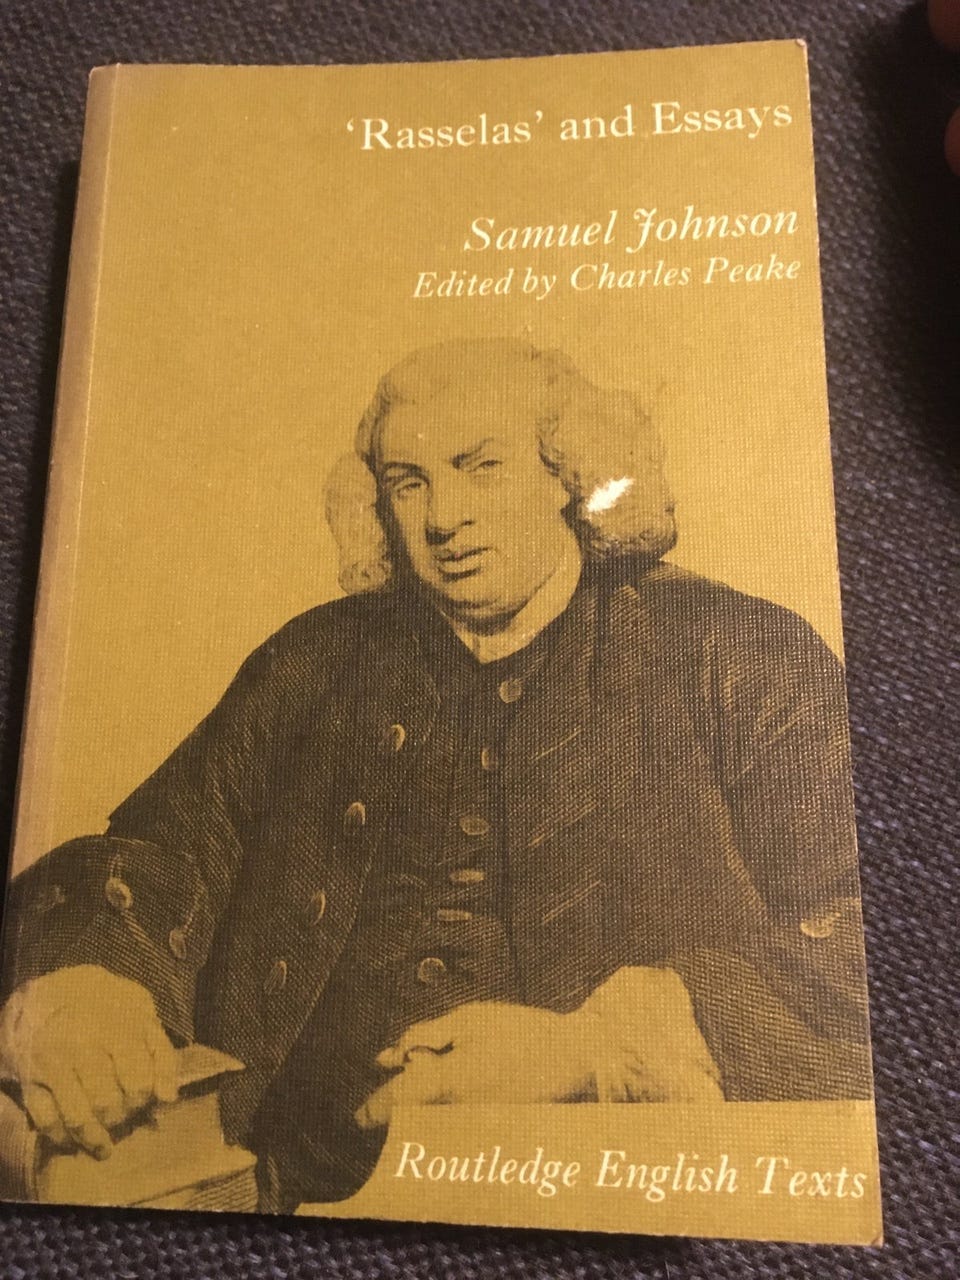 ‘Rasselas’ and Essays
Samuel Johnson
Edited by Charles Peake
Routledge English Texts